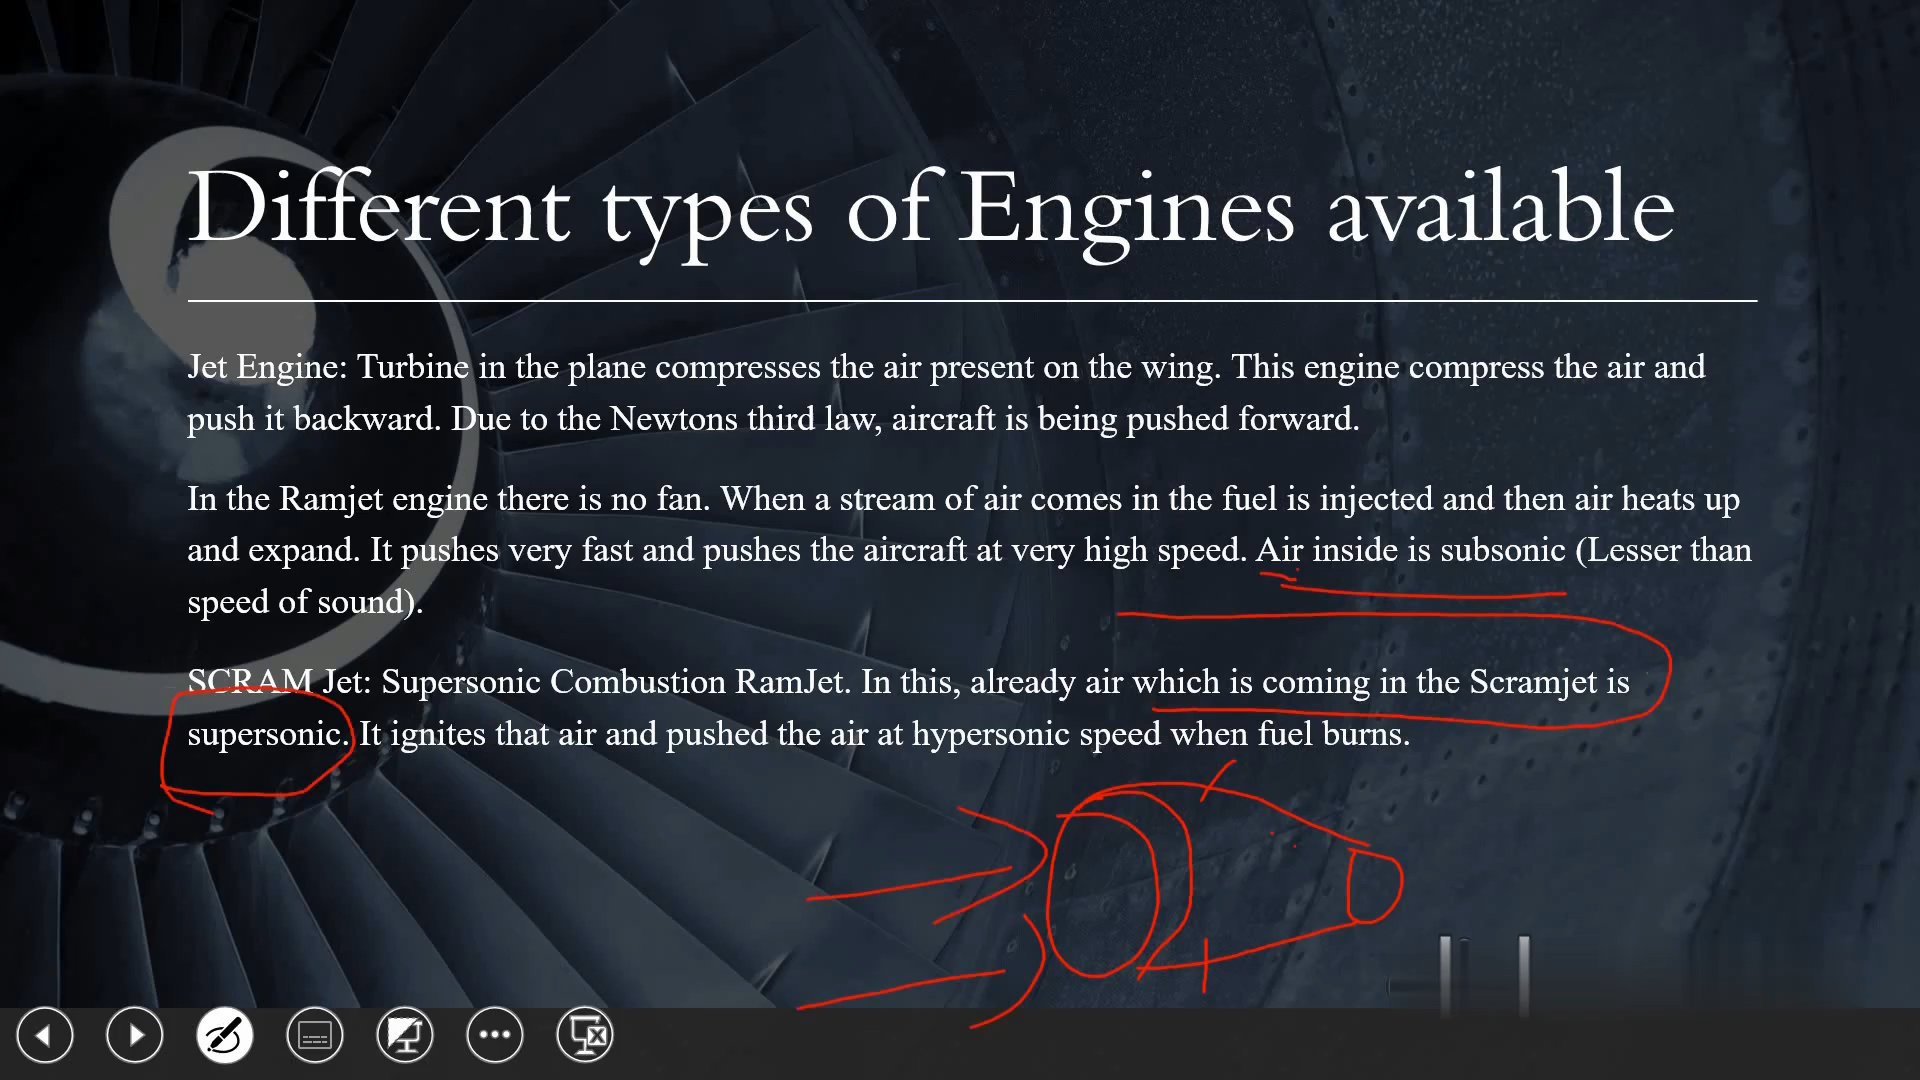 Different types of Engines available
Jet Engine: Turbine in the plane compresses the air present on the wing. This engine compress the air and
push it backward. Due to the Newtons third law, aircraft is being pushed forward.
In the Ramjet engine there is no fan. When a stream of air comes in the fuel is injected and then air heats up
and expand. It pushes very fast and pushes the aircraft at very high speed. Air inside is subsonic (Lesser than
speed of sound).
SCRAM Jet: Supersonic Combustion RamJet. In this, already air which is coming in the Scramjet is
supersonic. It ignites that air and pushed the air at hypersonic speed when fuel burns.